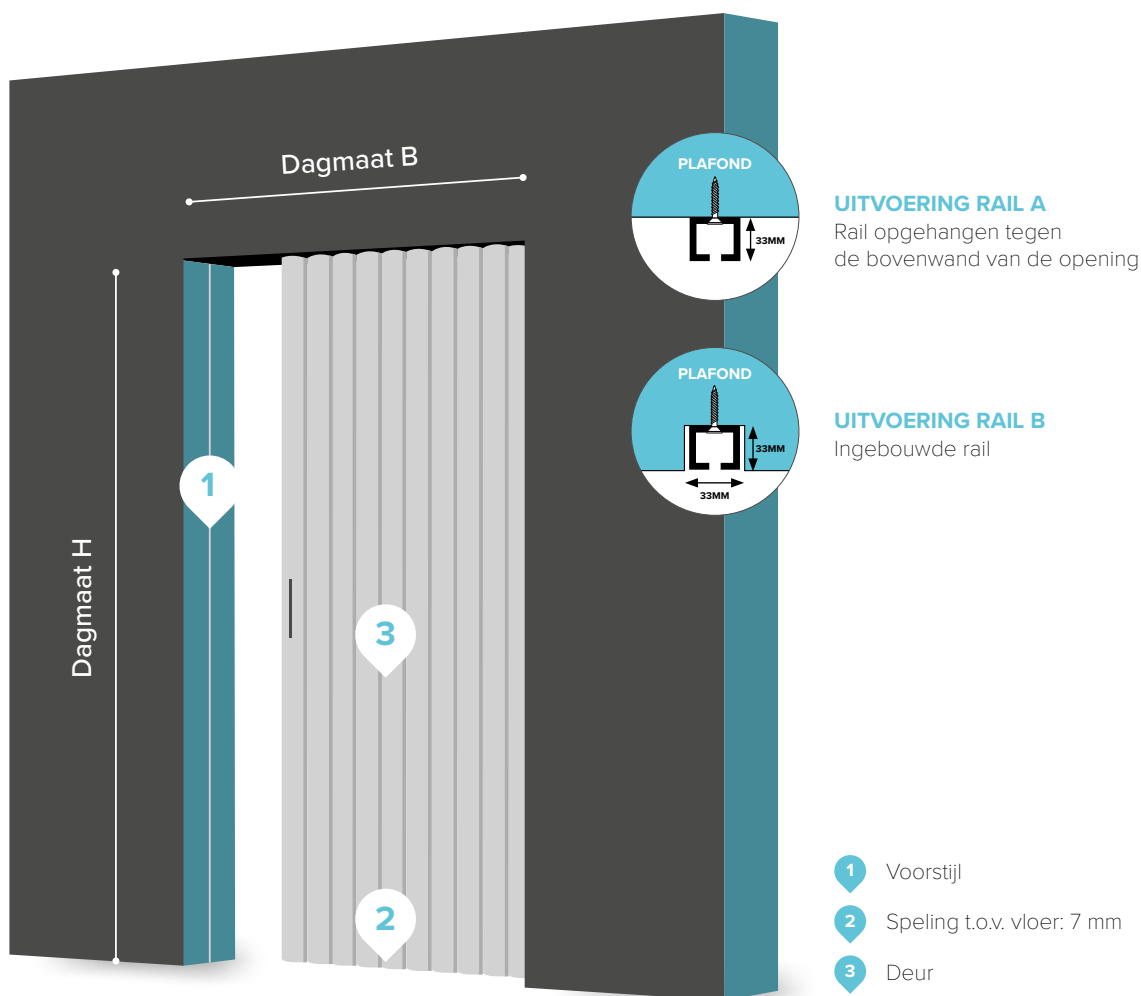 Dagmaat B
Dagmaat H
1
3
2
PLAFOND
33MM
UITVOERING RAIL A
Rail opgehangen tegen
de bovenwand van de opening
PLAFOND
33MM
33MM
UITVOERING RAIL B
Ingebouwde rail
1 Voorstijl
2 Speling t.o.v. vloer: 7 mm
3 Deur